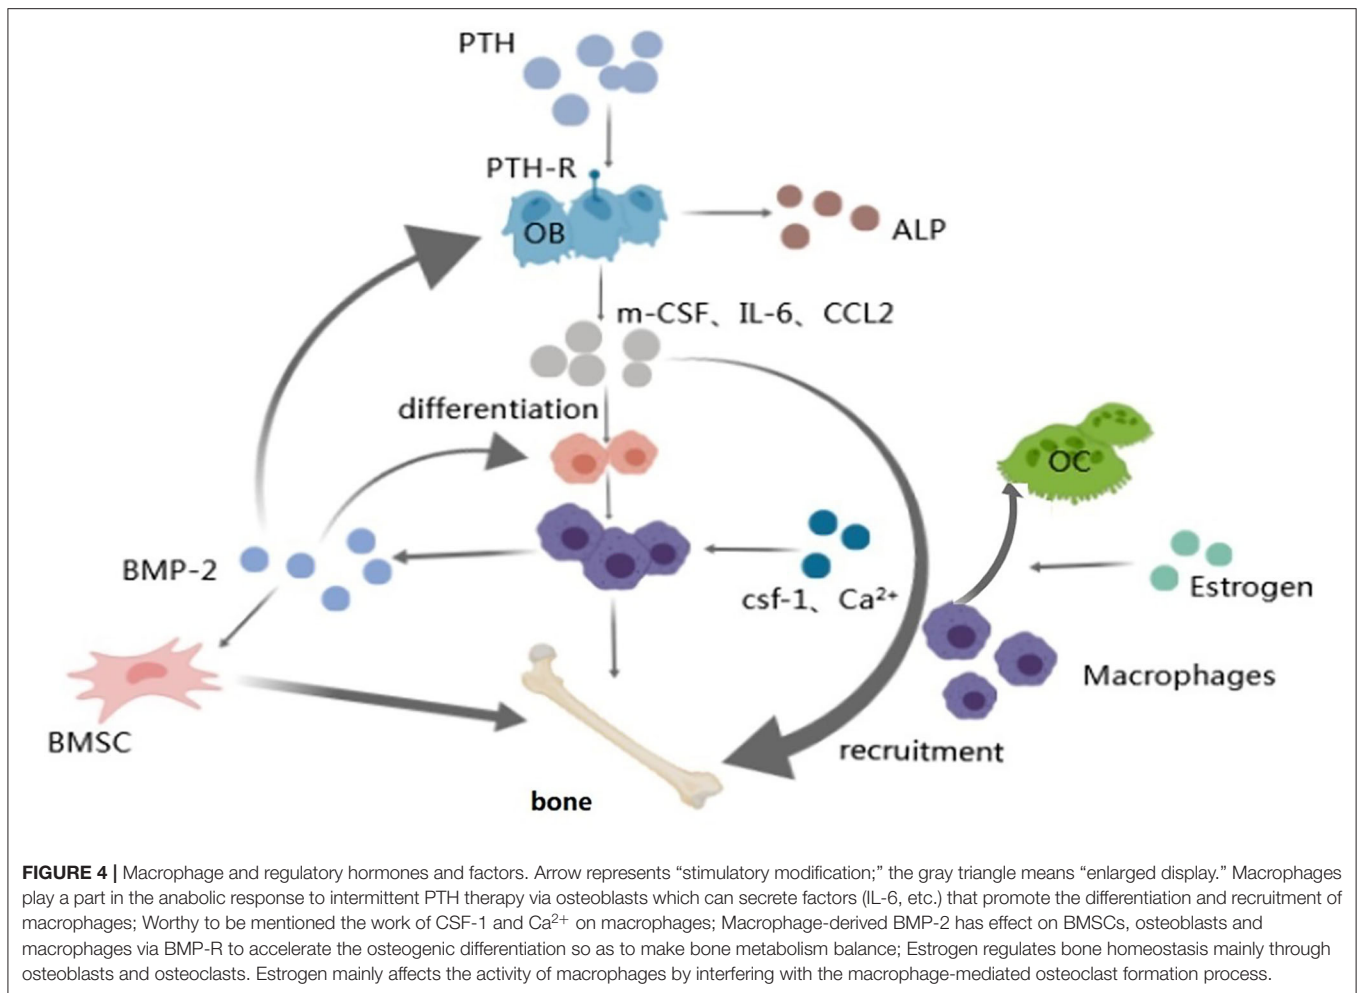 PTH
PTH-R
OB
ALP
m-CSF、IL-6、CCL2
differentiation
OC
BMP-2
csf-1、Ca²⁺
Estrogen
Macrophages
BMSC
recruitment
bone
FIGURE 4 | Macrophage and regulatory hormones and factors. Arrow represents “stimulatory modification;” the gray triangle means “enlarged display.” Macrophages
play a part in the anabolic response to intermittent PTH therapy via osteoblasts which can secrete factors (IL-6, etc.) that promote the differentiation and recruitment of
macrophages; Worthy to be mentioned the work of CSF-1 and Ca²⁺ on macrophages; Macrophage-derived BMP-2 has effect on BMSCs, osteoblasts and
macrophages via BMP-R to accelerate the osteogenic differentiation so as to make bone metabolism balance; Estrogen regulates bone homeostasis mainly through
osteoblasts and osteoclasts. Estrogen mainly affects the activity of macrophages by interfering with the macrophage-mediated osteoclast formation process.